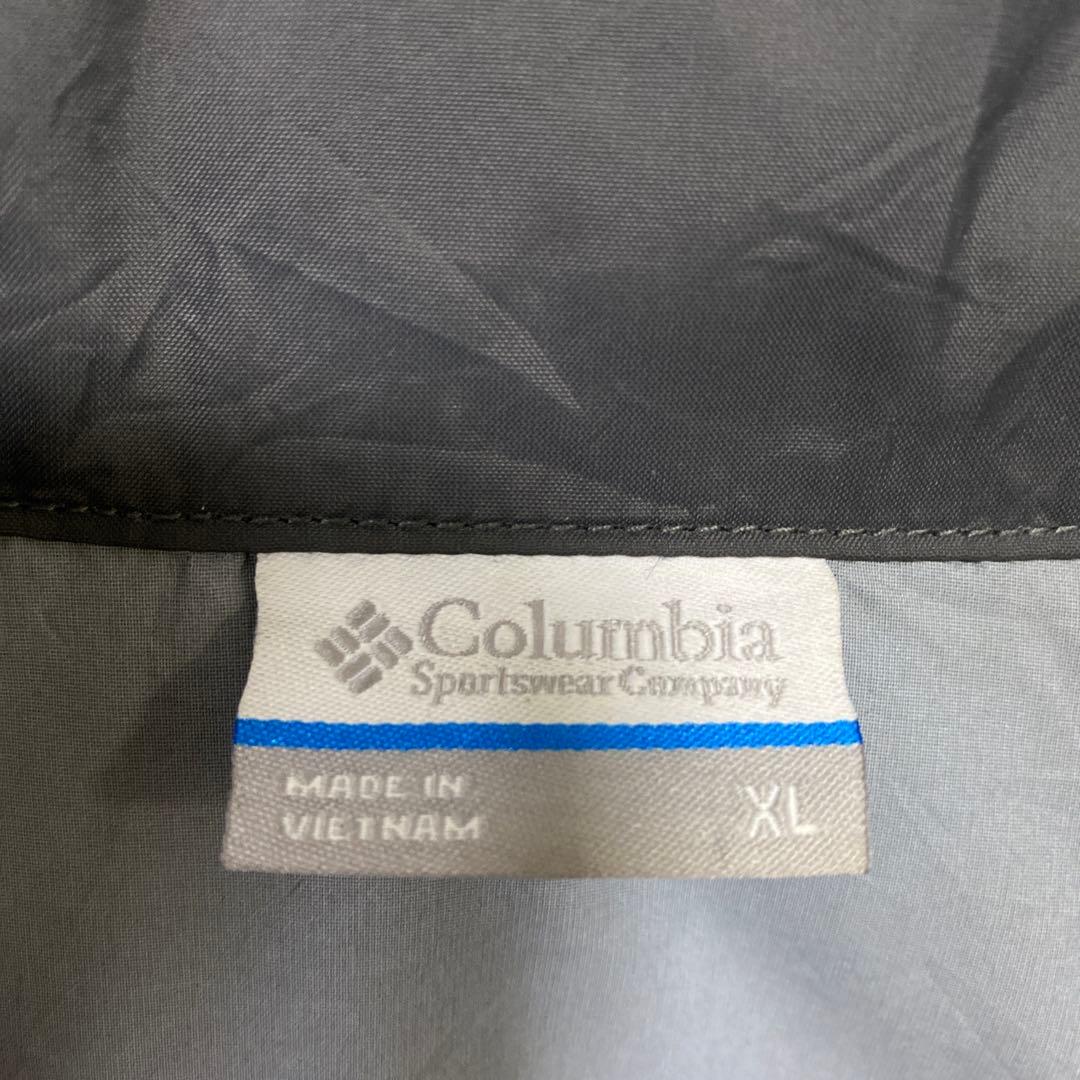 Columbia
Sportswear Company
MADE IN
VIETNAM
XL